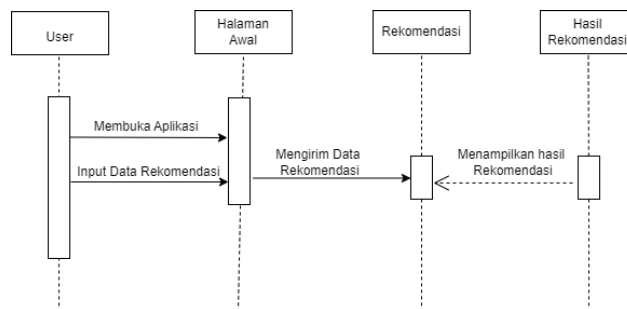 User
Halaman
Awal
Rekomendasi
Hasil
Rekomendasi
Membuka Aplikasi
Input Data Rekomendasi
Mengirim Data
Rekomendasi
Menampilkan hasil
Rekomendasi